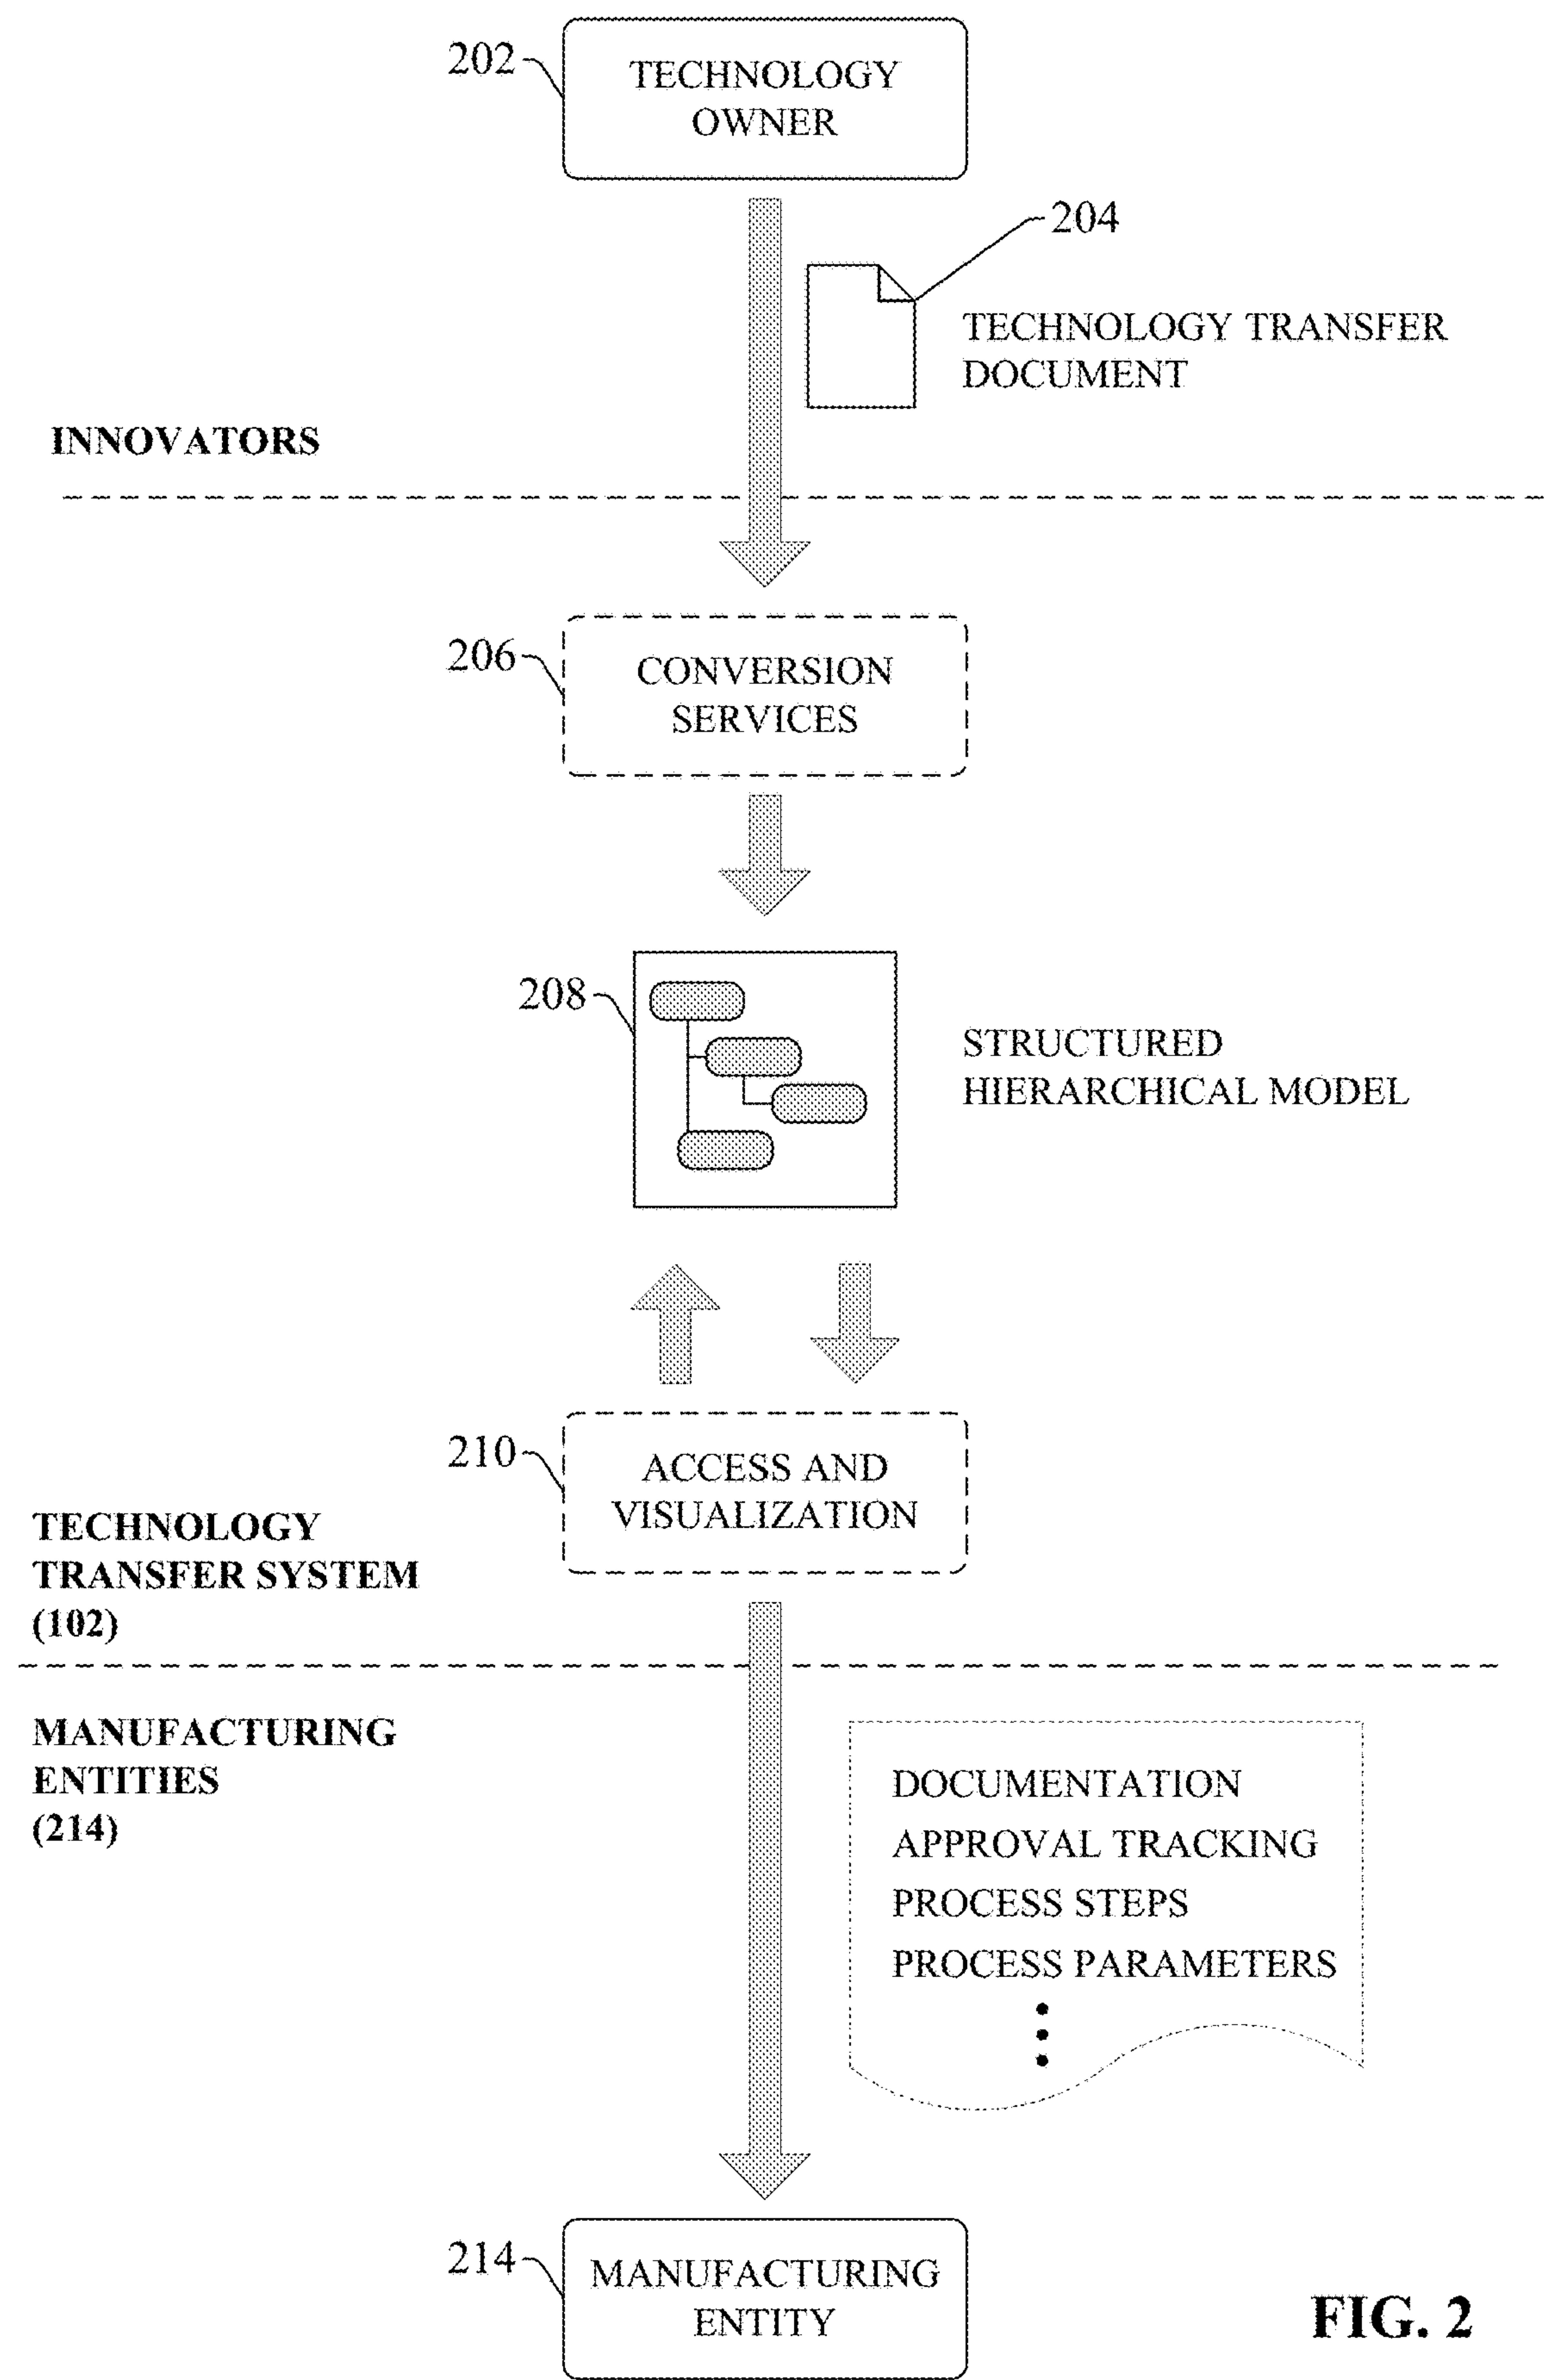 202
TECHNOLOGY
OWNER
204
TECHNOLOGY TRANSFER
DOCUMENT
INNOVATORS
206
CONVERSION
SERVICES
208
STRUCTURED
HIERARCHICAL MODEL
210
ACCESS AND
VISUALIZATION
TECHNOLOGY
TRANSFER SYSTEM
(102)
MANUFACTURING
ENTITIES
(214)
DOCUMENTATION
APPROVAL TRACKING
PROCESS STEPS
PROCESS PARAMETERS
214
MANUFACTURING
ENTITY
FIG. 2